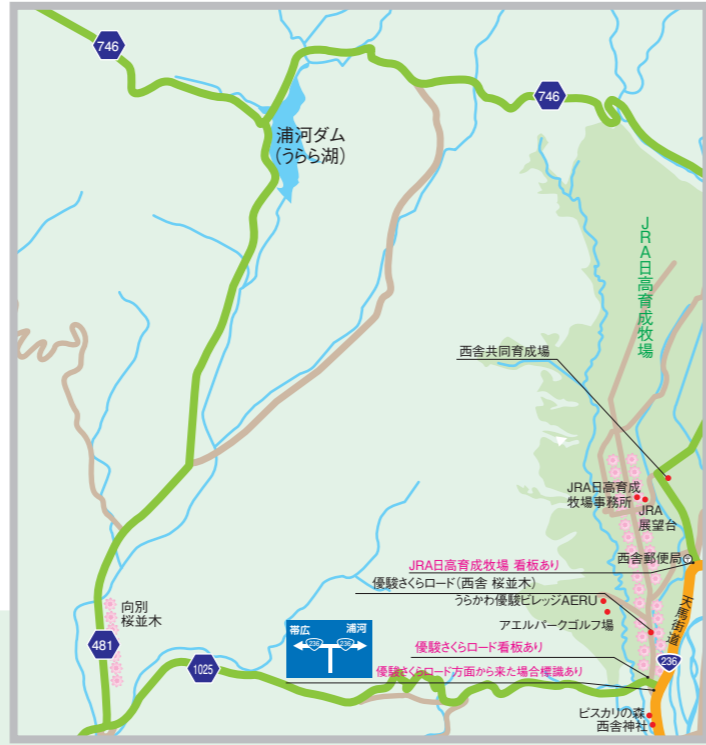 746
746
浦河ダム
(うらら湖)
JRA日高育成牧場
西舎共同育成場
JRA日高育成
牧場事務所
JRA
展望台
西舎郵便局
JRA日高育成牧場 看板あり
優駿さくらロード(西舎 桜並木)
うらかわ優駿ビレッジAERU
アエルパークゴルフ場
天馬街道
向別
桜並木
帯広 浦河
236 236
優駿さくらロード看板あり
481
1025
236
優駿さくらロード方面から来た場合標識あり
ビスカリの森
西舎神社